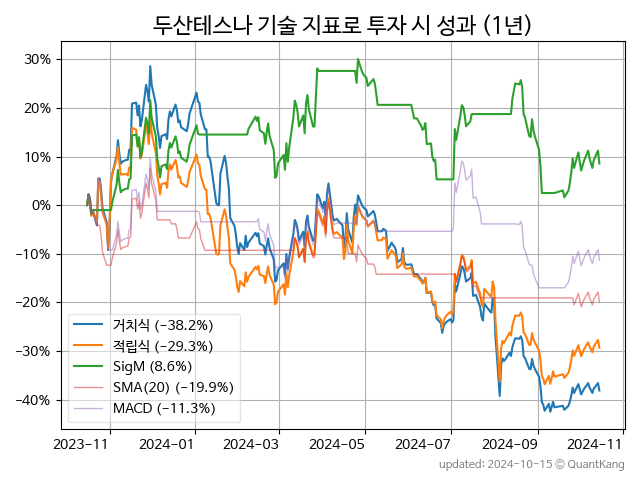 두산테스나 기술 지표로 투자 시 성과 (1년)
30%
20%
10%
0%
−10%
−20%
−30%
−40%
거치식 (−38.2%)
적립식 (−29.3%)
SigM (8.6%)
SMA(20) (−19.9%)
MACD (−11.3%)
2023−11
2024−01
2024−03
2024−05
2024−07
2024−09
2024−11
updated: 2024-10-15 © QuantKang